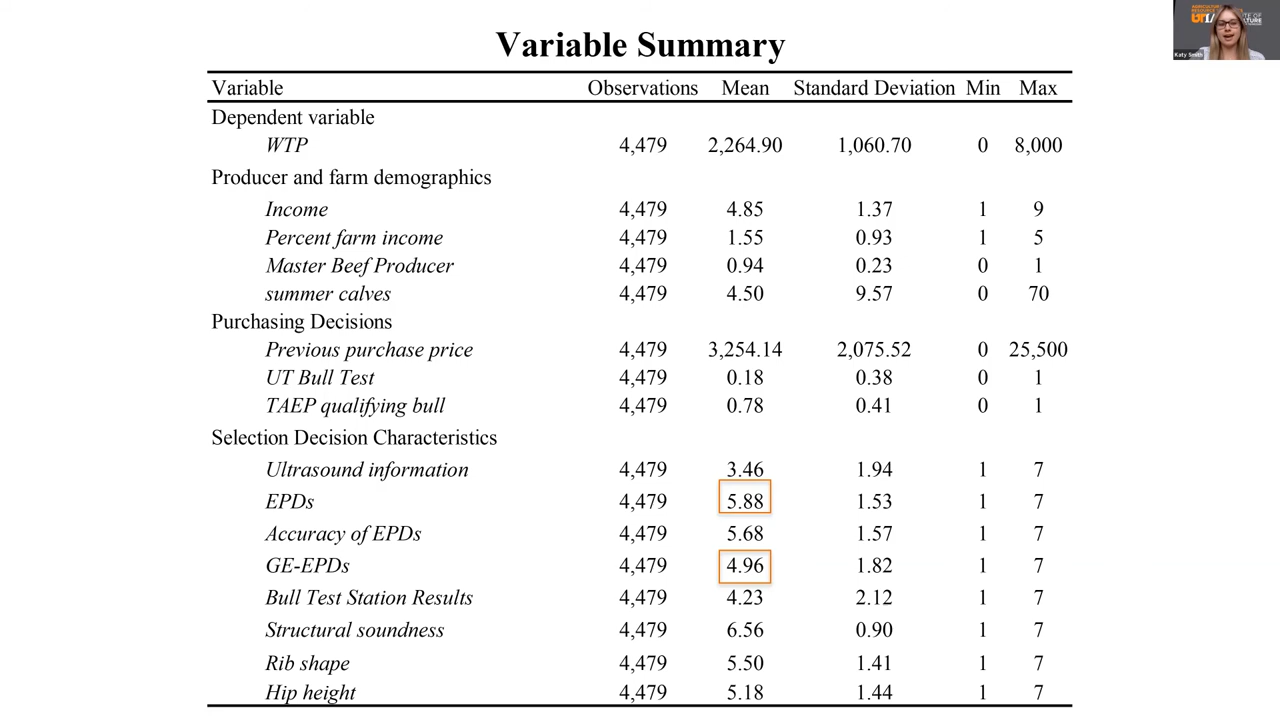 Variable Summary
Variable Observations Mean Standard Deviation Min Max
Dependent variable
WTP 4,479 2,264.90 1,060.70 0 8,000
Producer and farm demographics
Income 4,479 4.85 1.37 1 9
Percent farm income 4,479 1.55 0.93 1 5
Master Beef Producer 4,479 0.94 0.23 0 1
summer calves 4,479 4.50 9.57 0 70
Purchasing Decisions
Previous purchase price 4,479 3,254.14 2,075.52 0 25,500
UT Bull Test 4,479 0.18 0.38 0 1
TAEP qualifying bull 4,479 0.78 0.41 0 1
Selection Decision Characteristics
Ultrasound information 4,479 3.46 1.94 1 7
EPDs 4,479 5.88 1.53 1 7
Accuracy of EPDs 4,479 5.68 1.57 1 7
GE-EPDs 4,479 4.96 1.82 1 7
Bull Test Station Results 4,479 4.23 2.12 1 7
Structural soundness 4,479 6.56 0.90 1 7
Rib shape 4,479 5.50 1.41 1 7
Hip height 4,479 5.18 1.44 1 7
Katy Smith